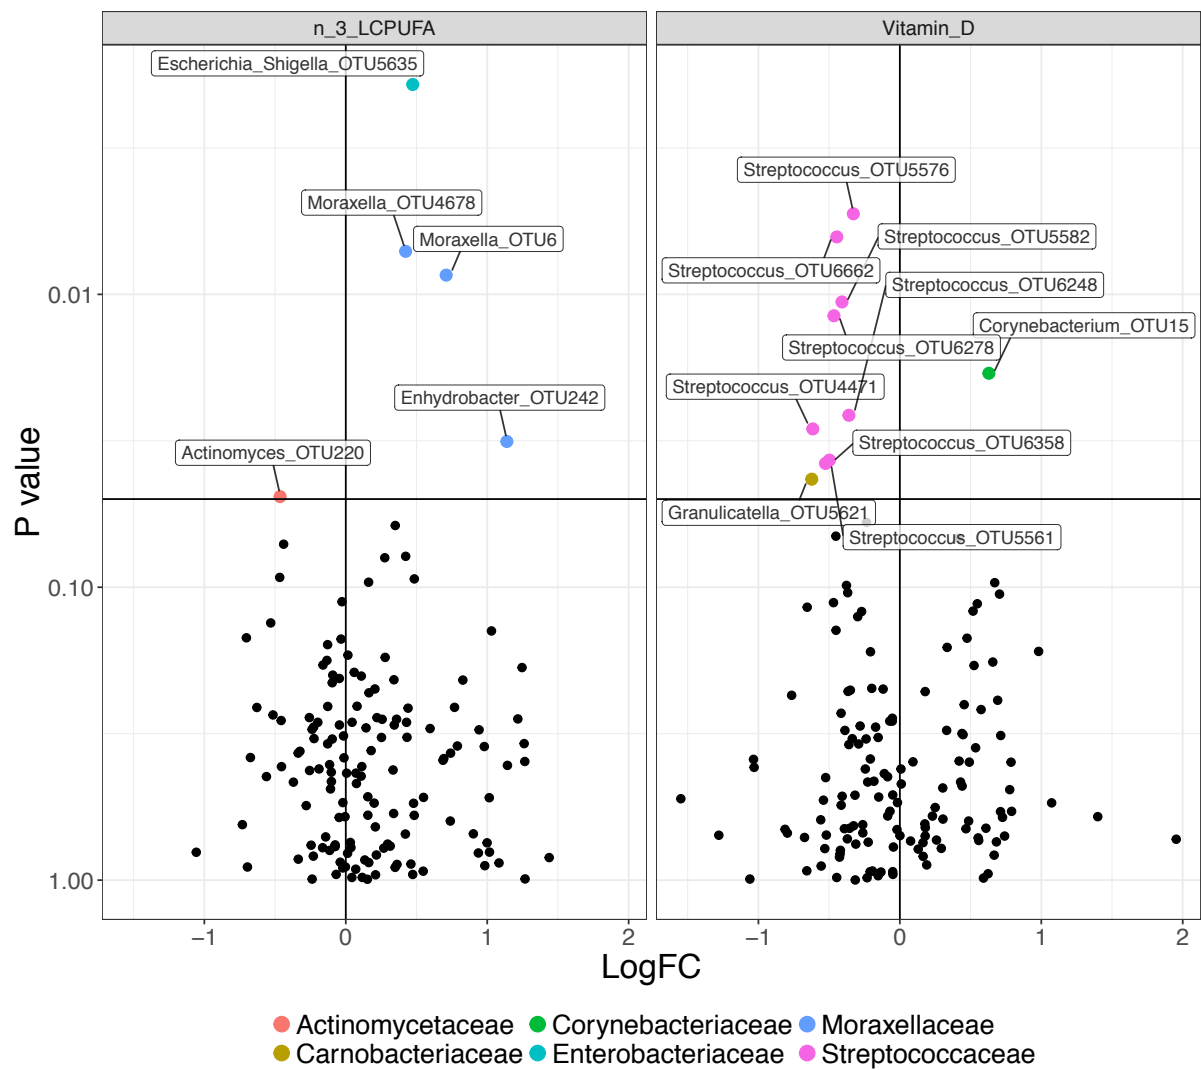 n_3_LCPUFA
Vitamin_D
Escherichia_Shigella_OTU5635
Streptococcus_OTU5576
Moraxella_OTU4678
Moraxella_OTU6
Streptococcus_OTU5582
Streptococcus_OTU6662
Streptococcus_OTU6248
0.01
Corynebacterium_OTU15
Streptococcus_OTU6278
Streptococcus_OTU4471
Enhydrobacter_OTU242
Streptococcus_OTU6358
Actinomyces_OTU220
P value
Granulicatella_OTU5621
Streptococcus_OTU5561
0.10
1.00
−1 0 1 2
−1 0 1 2
LogFC
Actinomycetaceae Corynebacteriaceae Moraxellaceae
Carnobacteriaceae Enterobacteriaceae Streptococcaceae